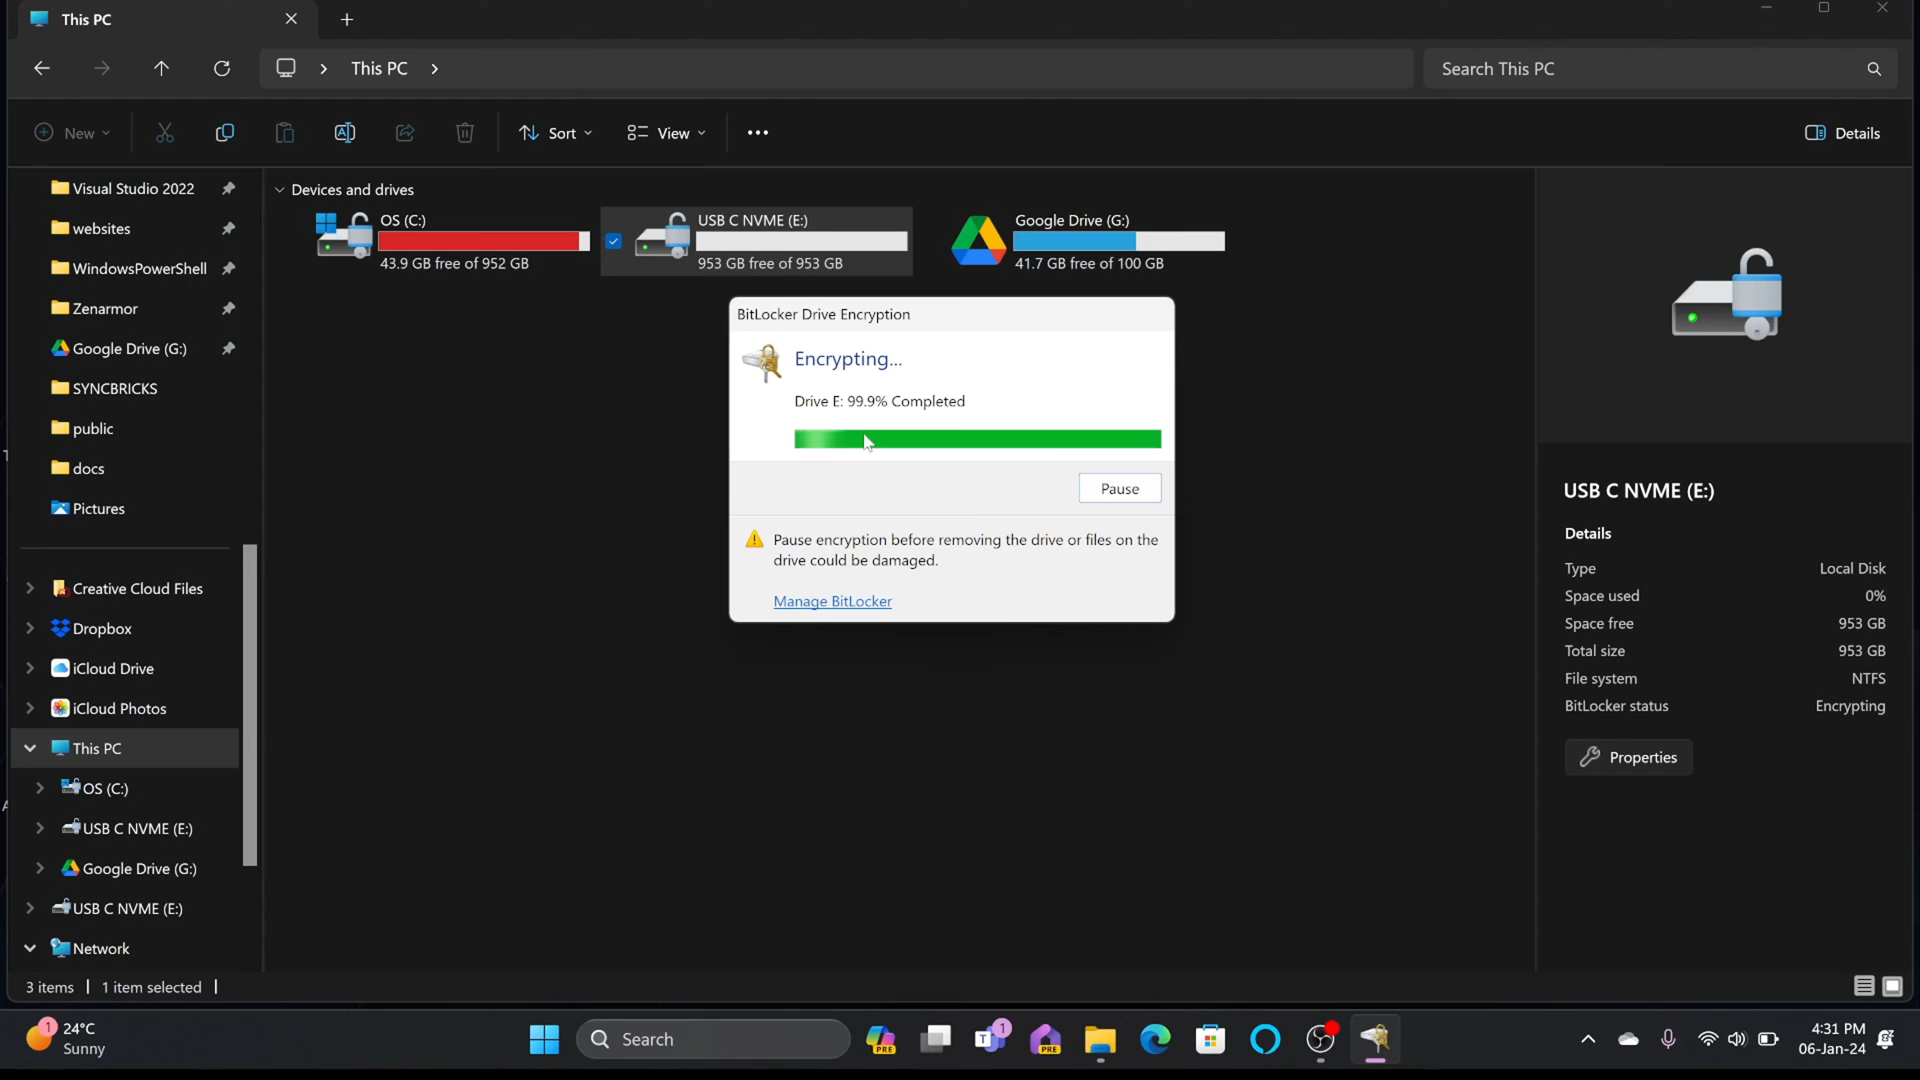 This PC
This PC
Search This PC
New
Sort
View
Details
Visual Studio 2022
websites
WindowsPowerShell
Zenarmor
Google Drive (G:)
SYNCBRICKS
public
docs
Pictures
Creative Cloud Files
Dropbox
iCloud Drive
iCloud Photos
This PC
OS (C:)
USB C NVME (E:)
Google Drive (G:)
USB C NVME (E:)
Network
Devices and drives
OS (C:)
43.9 GB free of 952 GB
USB C NVME (E:)
953 GB free of 953 GB
Google Drive (G:)
41.7 GB free of 100 GB
BitLocker Drive Encryption
Encrypting...
Drive E: 99.9% Completed
Pause
Pause encryption before removing the drive or files on the
drive could be damaged.
Manage BitLocker
USB C NVME (E:)
Details
Type Local Disk
Space used 0%
Space free 953 GB
Total size 953 GB
File system NTFS
BitLocker status Encrypting
Properties
3 items 1 item selected
1
24°C
Sunny
Search
PRE
1
T
PRE
4:31 PM
06-Jan-24